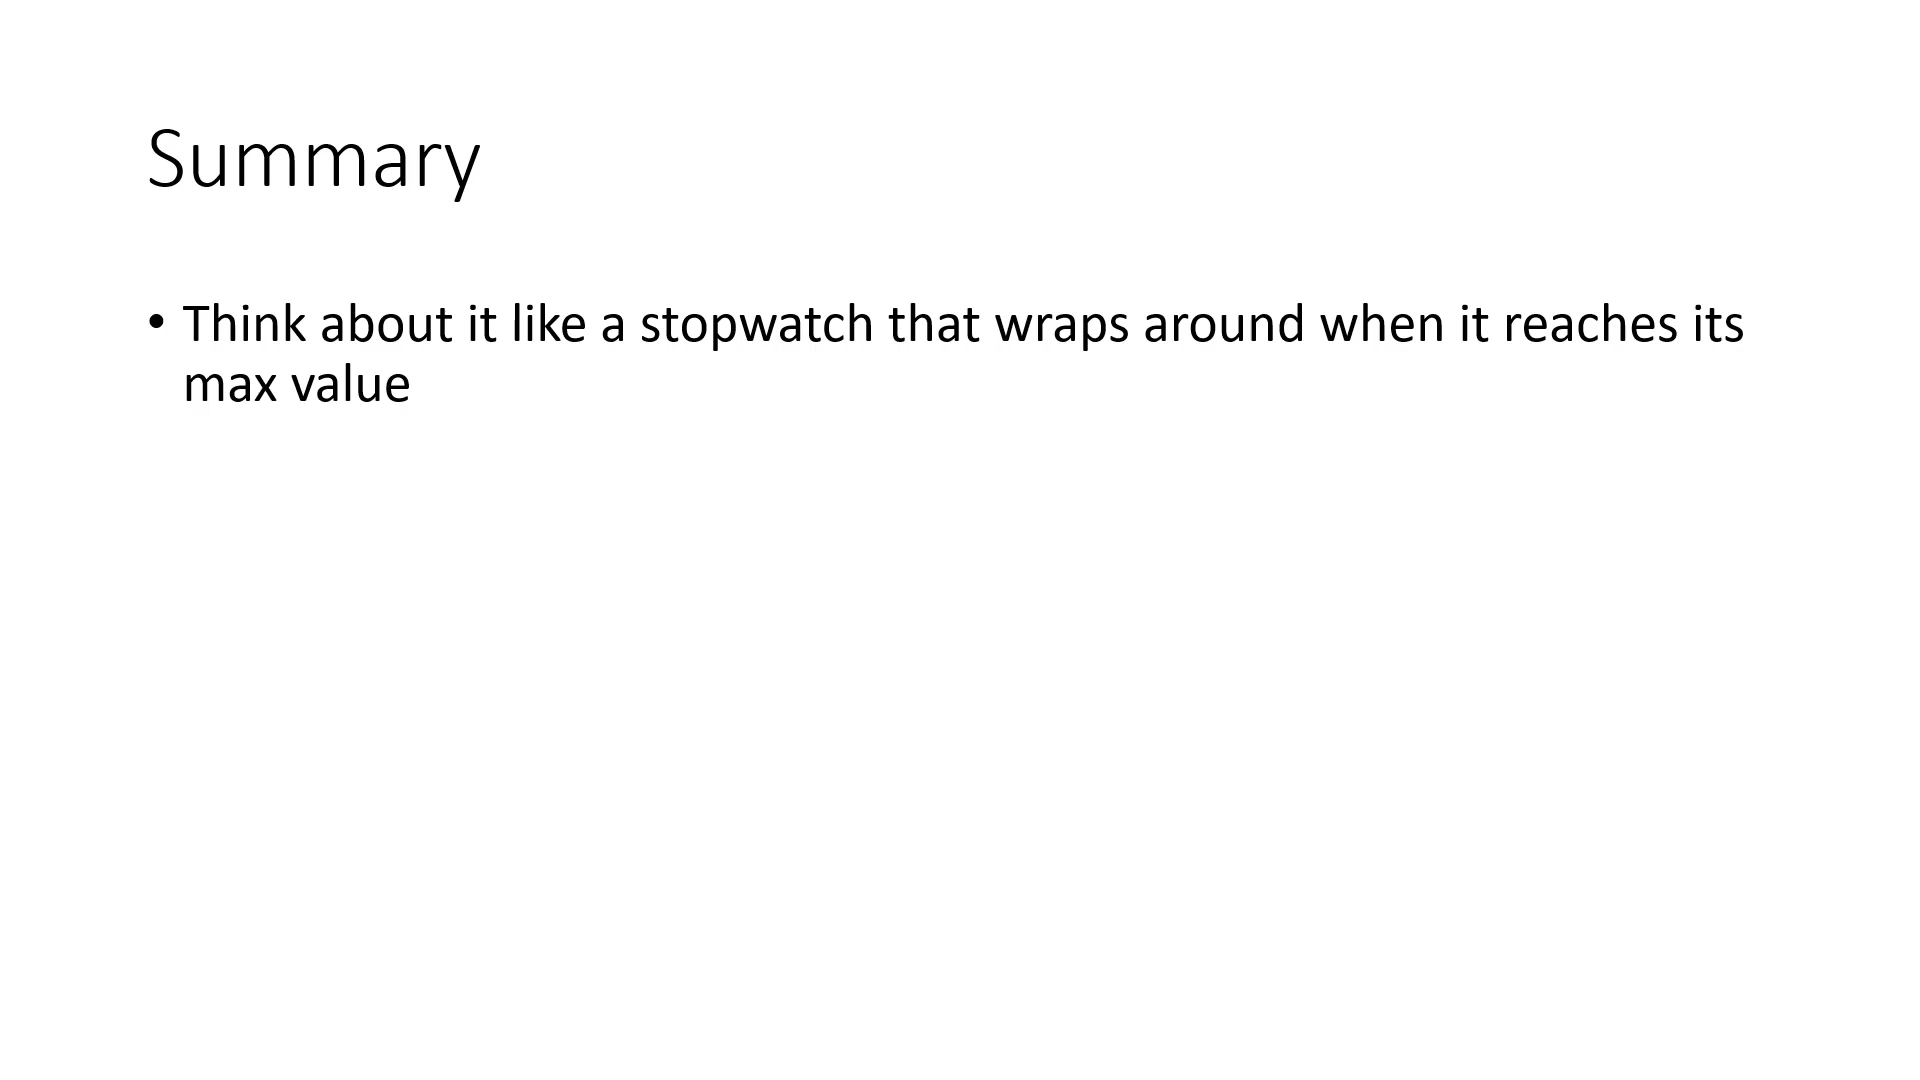 Summary
• Think about it like a stopwatch that wraps around when it reaches its
max value